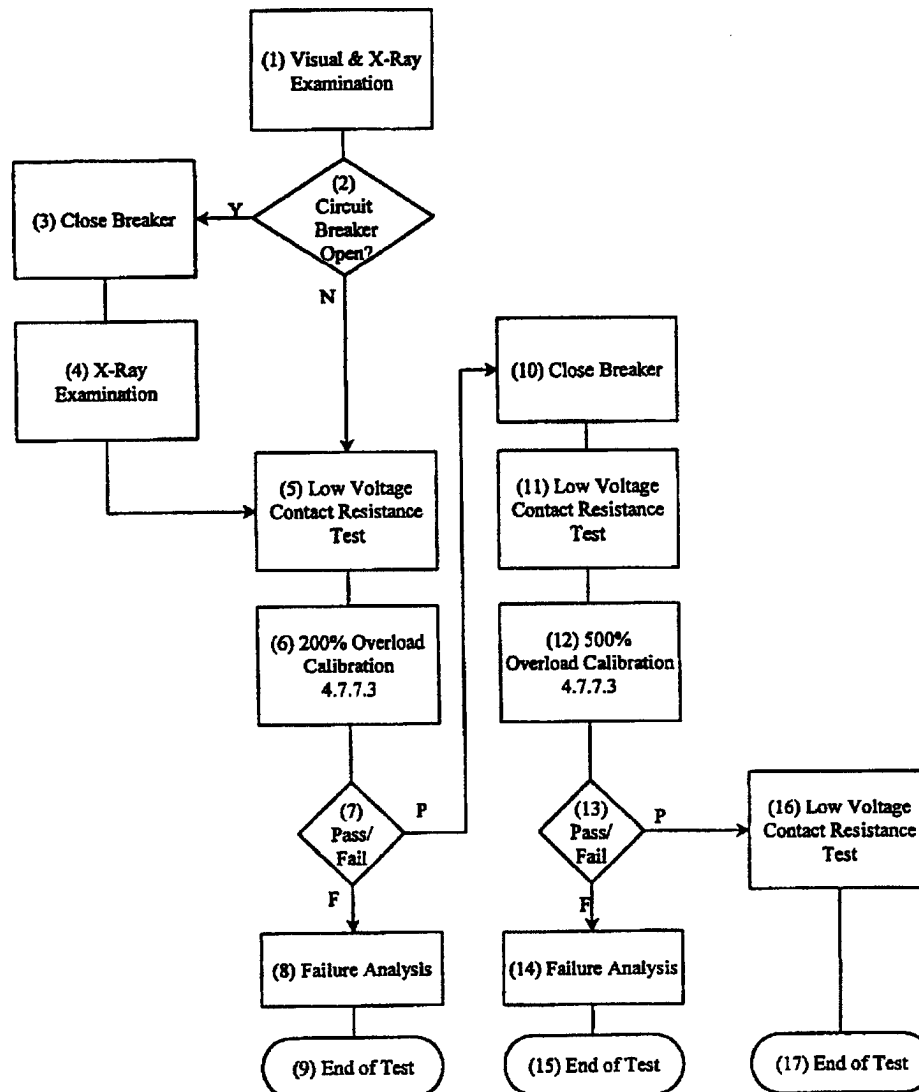 (1) Visual & X-Ray
Examination
(2)
Circuit
Breaker
Open?
Y
N
(3) Close Breaker
(4) X-Ray
Examination
(5) Low Voltage
Contact Resistance
Test
(6) 200% Overload
Calibration
4.7.7.3
(7)
Pass/
Fail
P
F
(8) Failure Analysis
(9) End of Test
(10) Close Breaker
(11) Low Voltage
Contact Resistance
Test
(12) 500%
Overload Calibration
4.7.7.3
(13)
Pass/
Fail
P
F
(14) Failure Analysis
(15) End of Test
(16) Low Voltage
Contact Resistance
Test
(17) End of Test